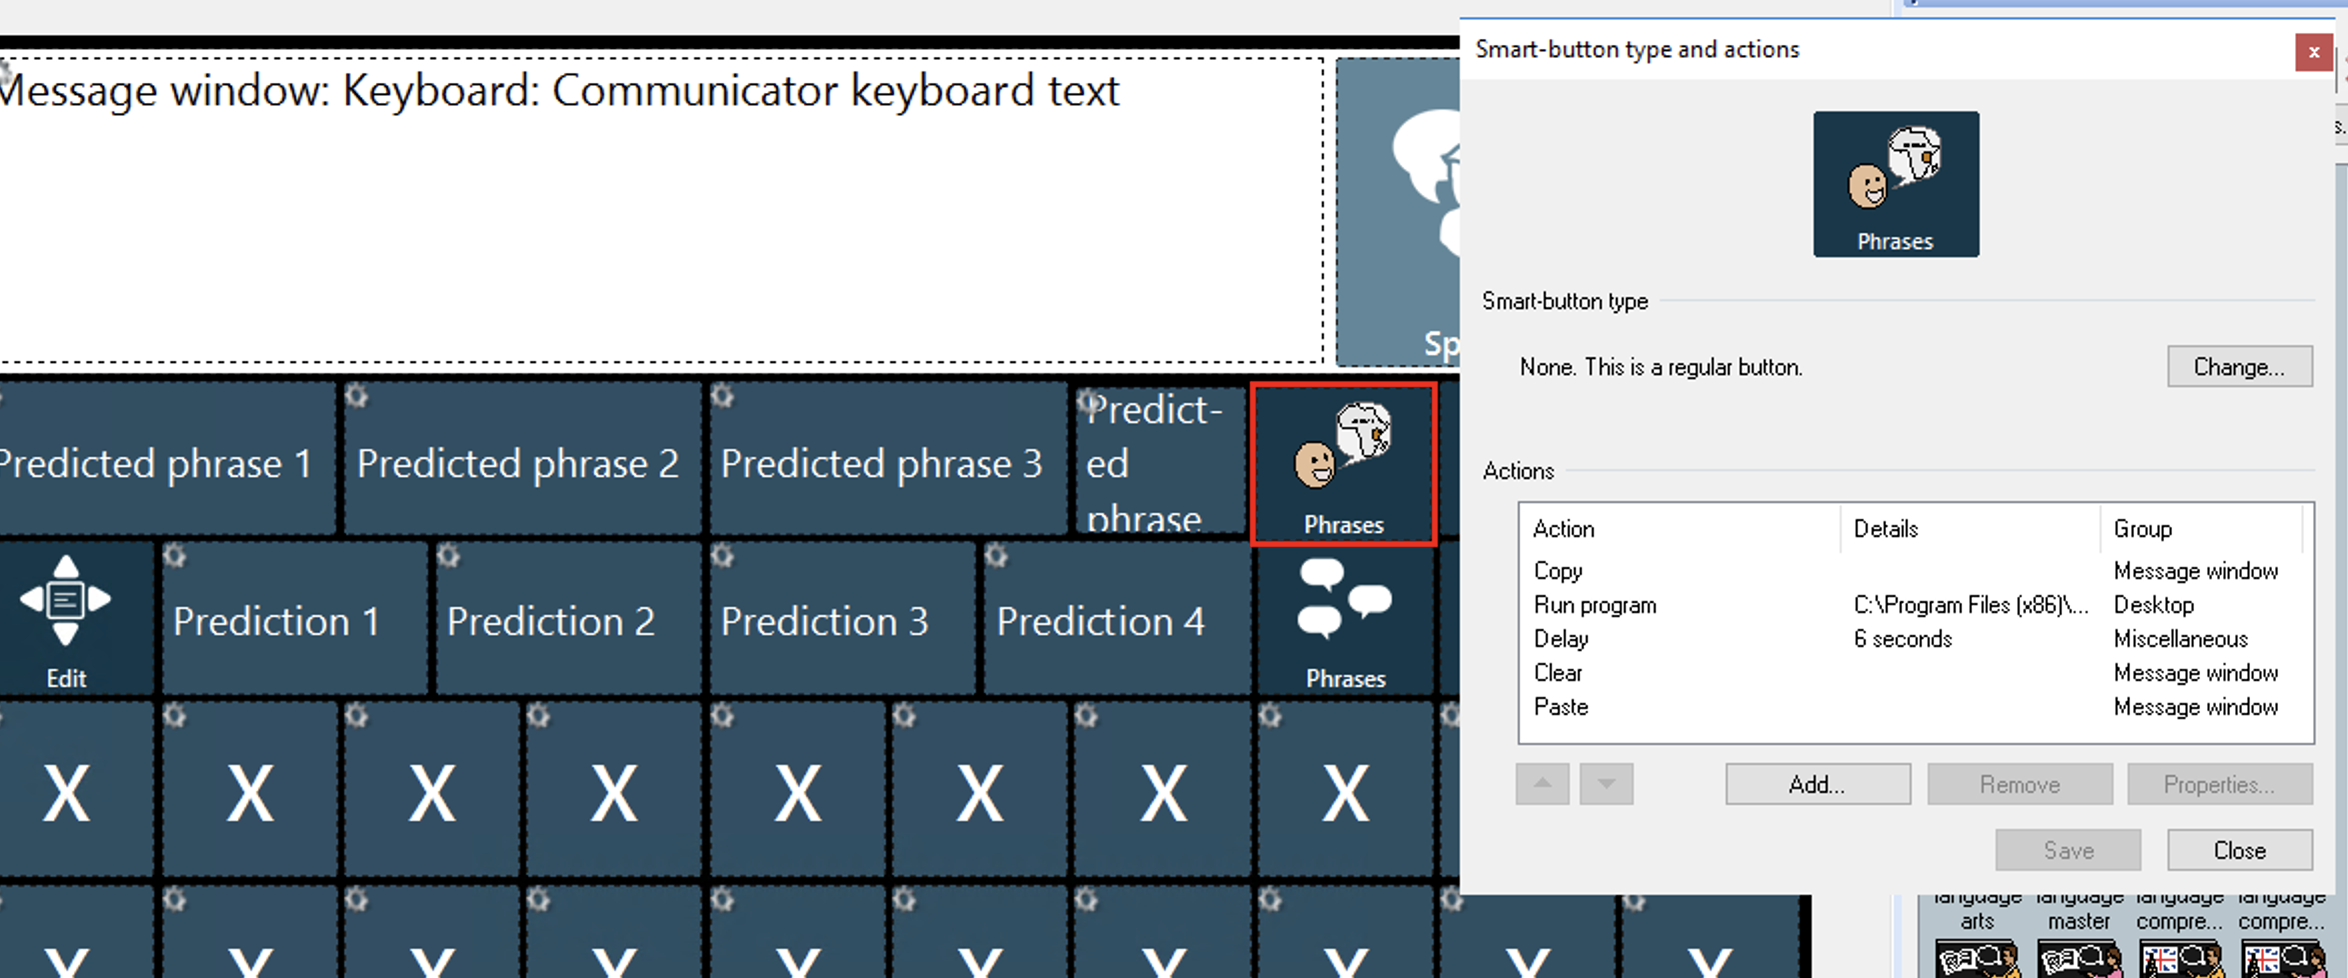 Smart-button type and actions
x
Message window: Keyboard: Communicator keyboard text
Sp
Phrases
Smart-button type
None. This is a regular button.
Change...
Actions
Action Details Group
Copy Message window
Run program C:\Program Files (x86)\... Desktop
Delay 6 seconds Miscellaneous
Clear Message window
Paste Message window
Add... Remove Properties...
Save Close
Predicted phrase 1
Predicted phrase 2
Predicted phrase 3
Predict-
ed
phrase
Phrases
Edit
Prediction 1
Prediction 2
Prediction 3
Prediction 4
Phrases
X X X X X X X X
X X X X X X X X X X
language language language language
arts master compre... compre...